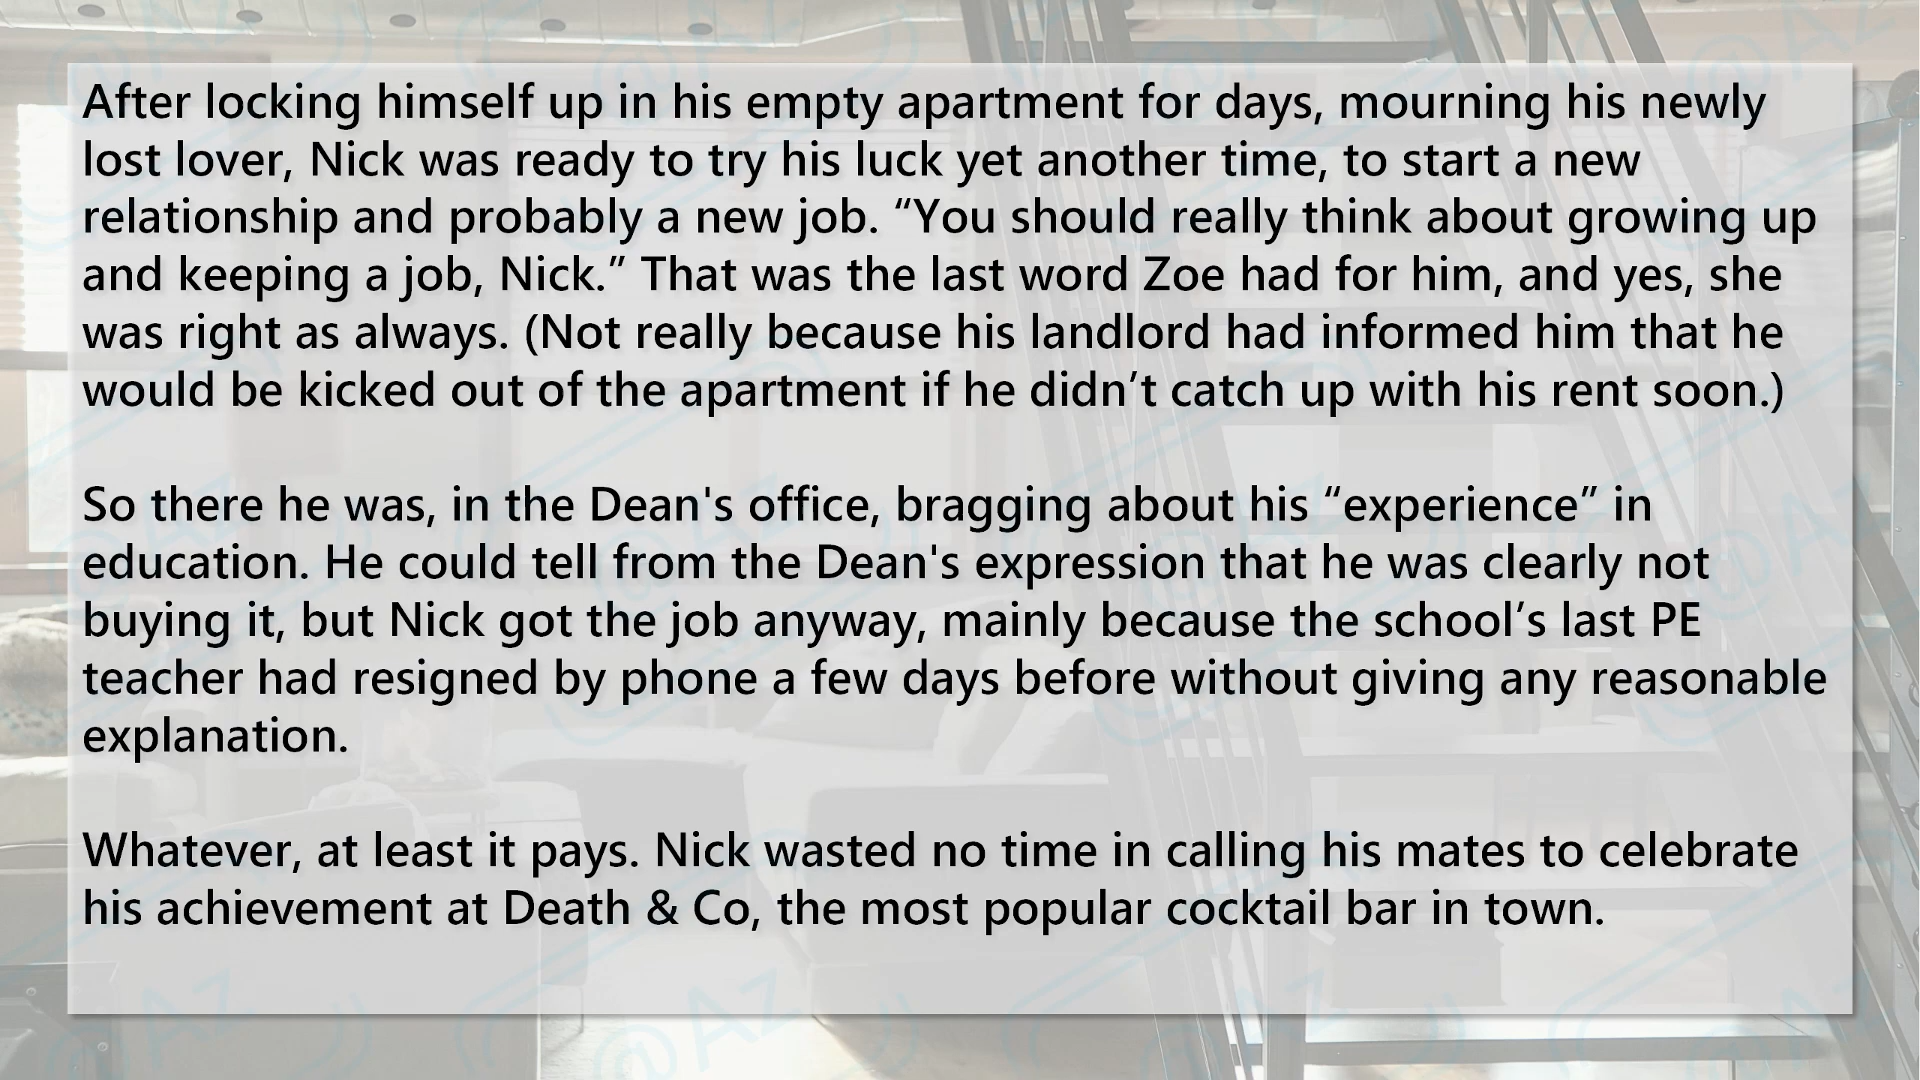 After locking himself up in his empty apartment for days, mourning his newly
lost lover, Nick was ready to try his luck yet another time, to start a new
relationship and probably a new job. “You should really think about growing up
and keeping a job, Nick.” That was the last word Zoe had for him, and yes, she
was right as always. (Not really because his landlord had informed him that he
would be kicked out of the apartment if he didn’t catch up with his rent soon.)
So there he was, in the Dean's office, bragging about his “experience” in
education. He could tell from the Dean's expression that he was clearly not
buying it, but Nick got the job anyway, mainly because the school’s last PE
teacher had resigned by phone a few days before without giving any reasonable
explanation.
Whatever, at least it pays. Nick wasted no time in calling his mates to celebrate
his achievement at Death & Co, the most popular cocktail bar in town.